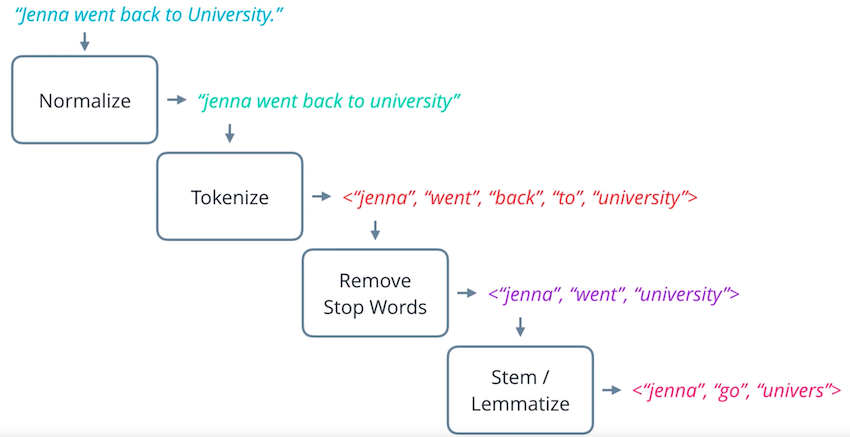 “Jenna went back to University.”
Normalize
“jenna went back to university”
Tokenize
<“jenna”, “went”, “back”, “to”, “university”>
Remove
Stop Words
<“jenna”, “went”, “university”>
Stem /
Lemmatize
<“jenna”, “go”, “univers”>